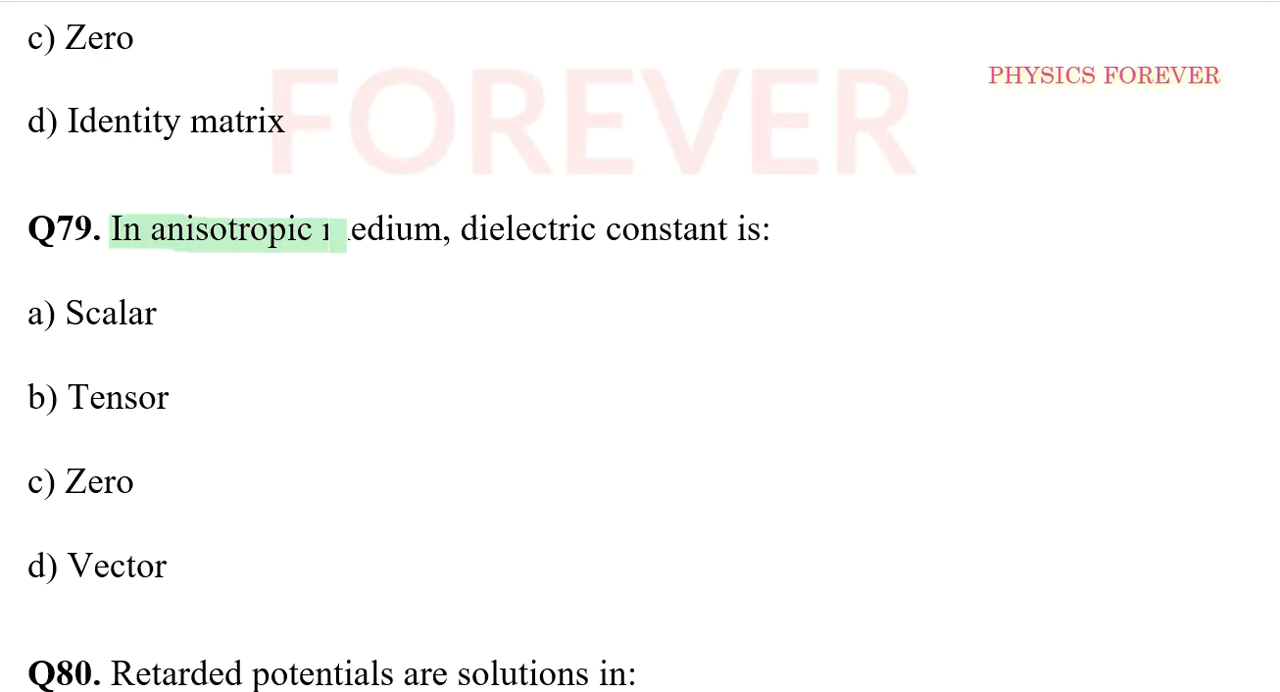 c) Zero
PHYSICS FOREVER
FOREVER
d) Identity matrix
Q79. In anisotropic medium, dielectric constant is:
a) Scalar
b) Tensor
c) Zero
d) Vector
Q80. Retarded potentials are solutions in: